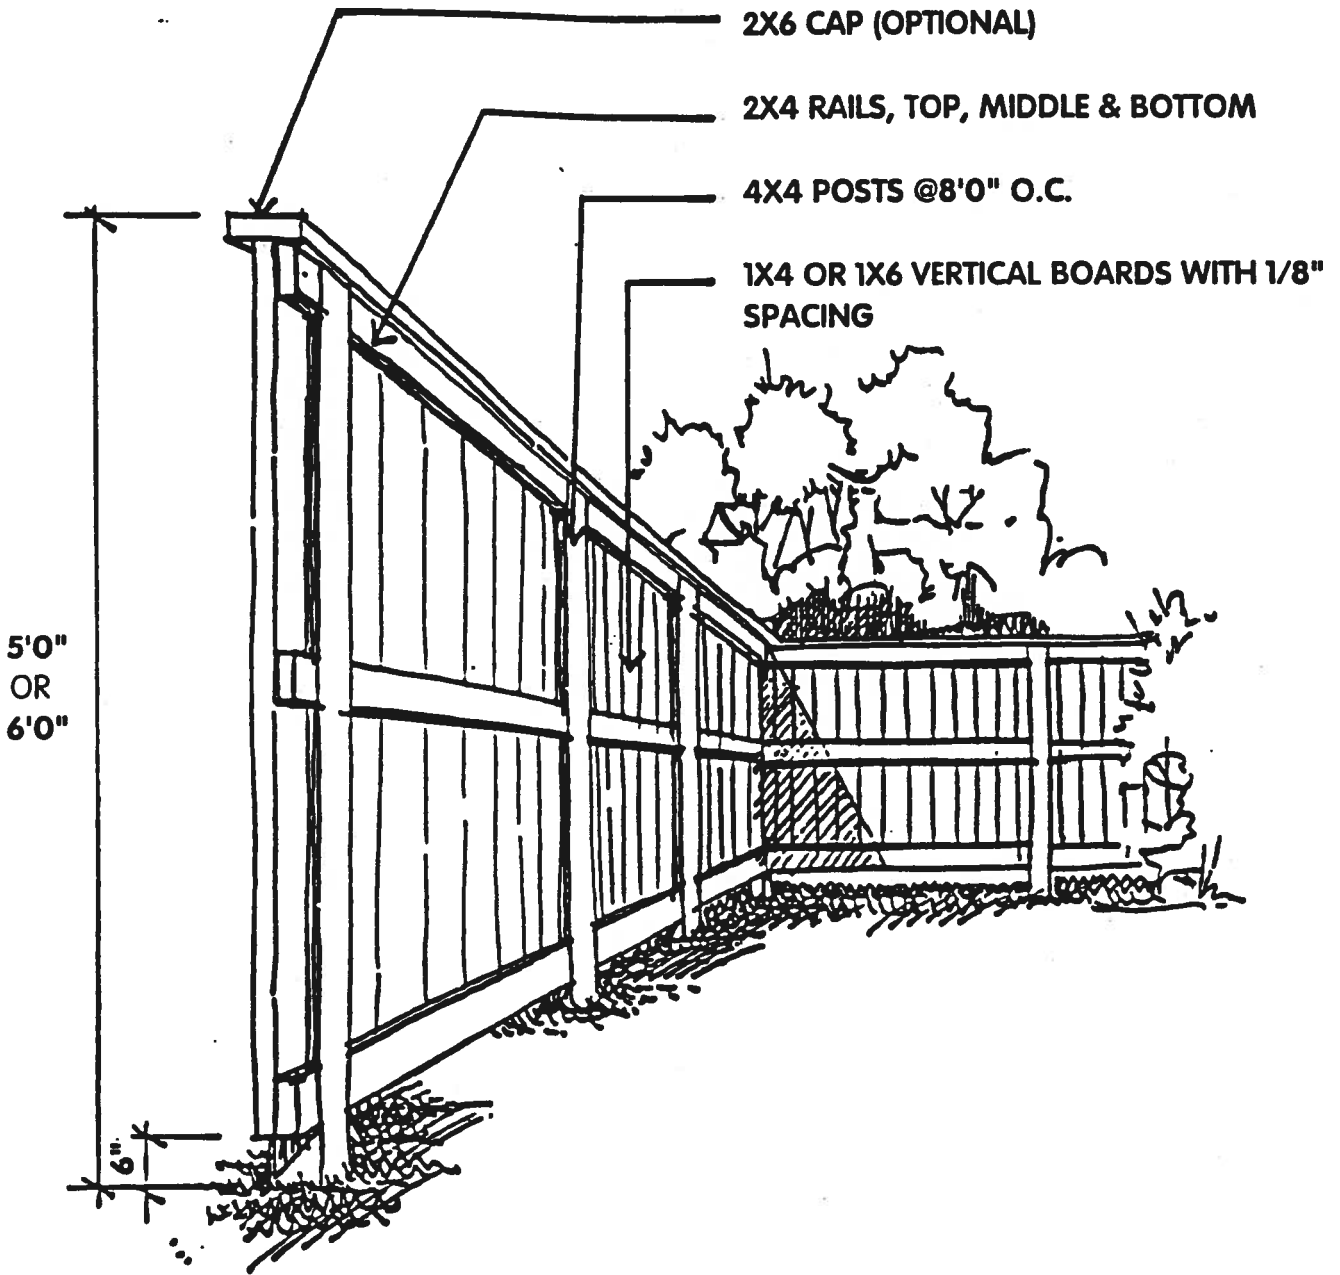 2X6 CAP (OPTIONAL)
2X4 RAILS, TOP, MIDDLE & BOTTOM
4X4 POSTS @8'0" O.C.
1X4 OR 1X6 VERTICAL BOARDS WITH 1/8"
SPACING
5'0"
OR
6'0"
6"